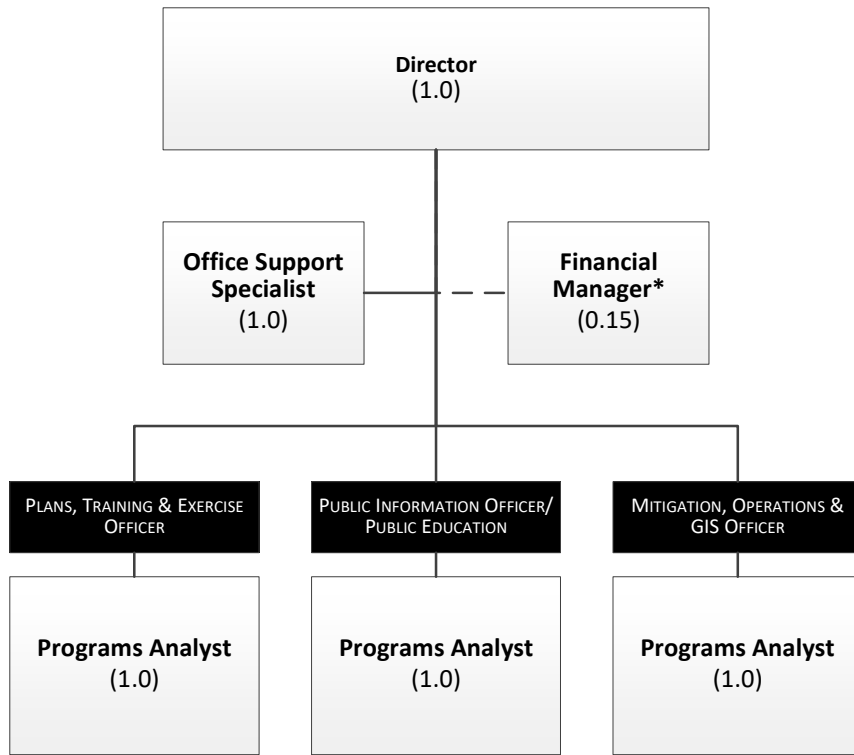 Director
(1.0)
Office Support
Specialist
(1.0)
Financial
Manager*
(0.15)
PLANS, TRAINING & EXERCISE
OFFICER
PUBLIC INFORMATION OFFICER/
PUBLIC EDUCATION
MITIGATION, OPERATIONS &
GIS OFFICER
Programs Analyst
(1.0)
Programs Analyst
(1.0)
Programs Analyst
(1.0)